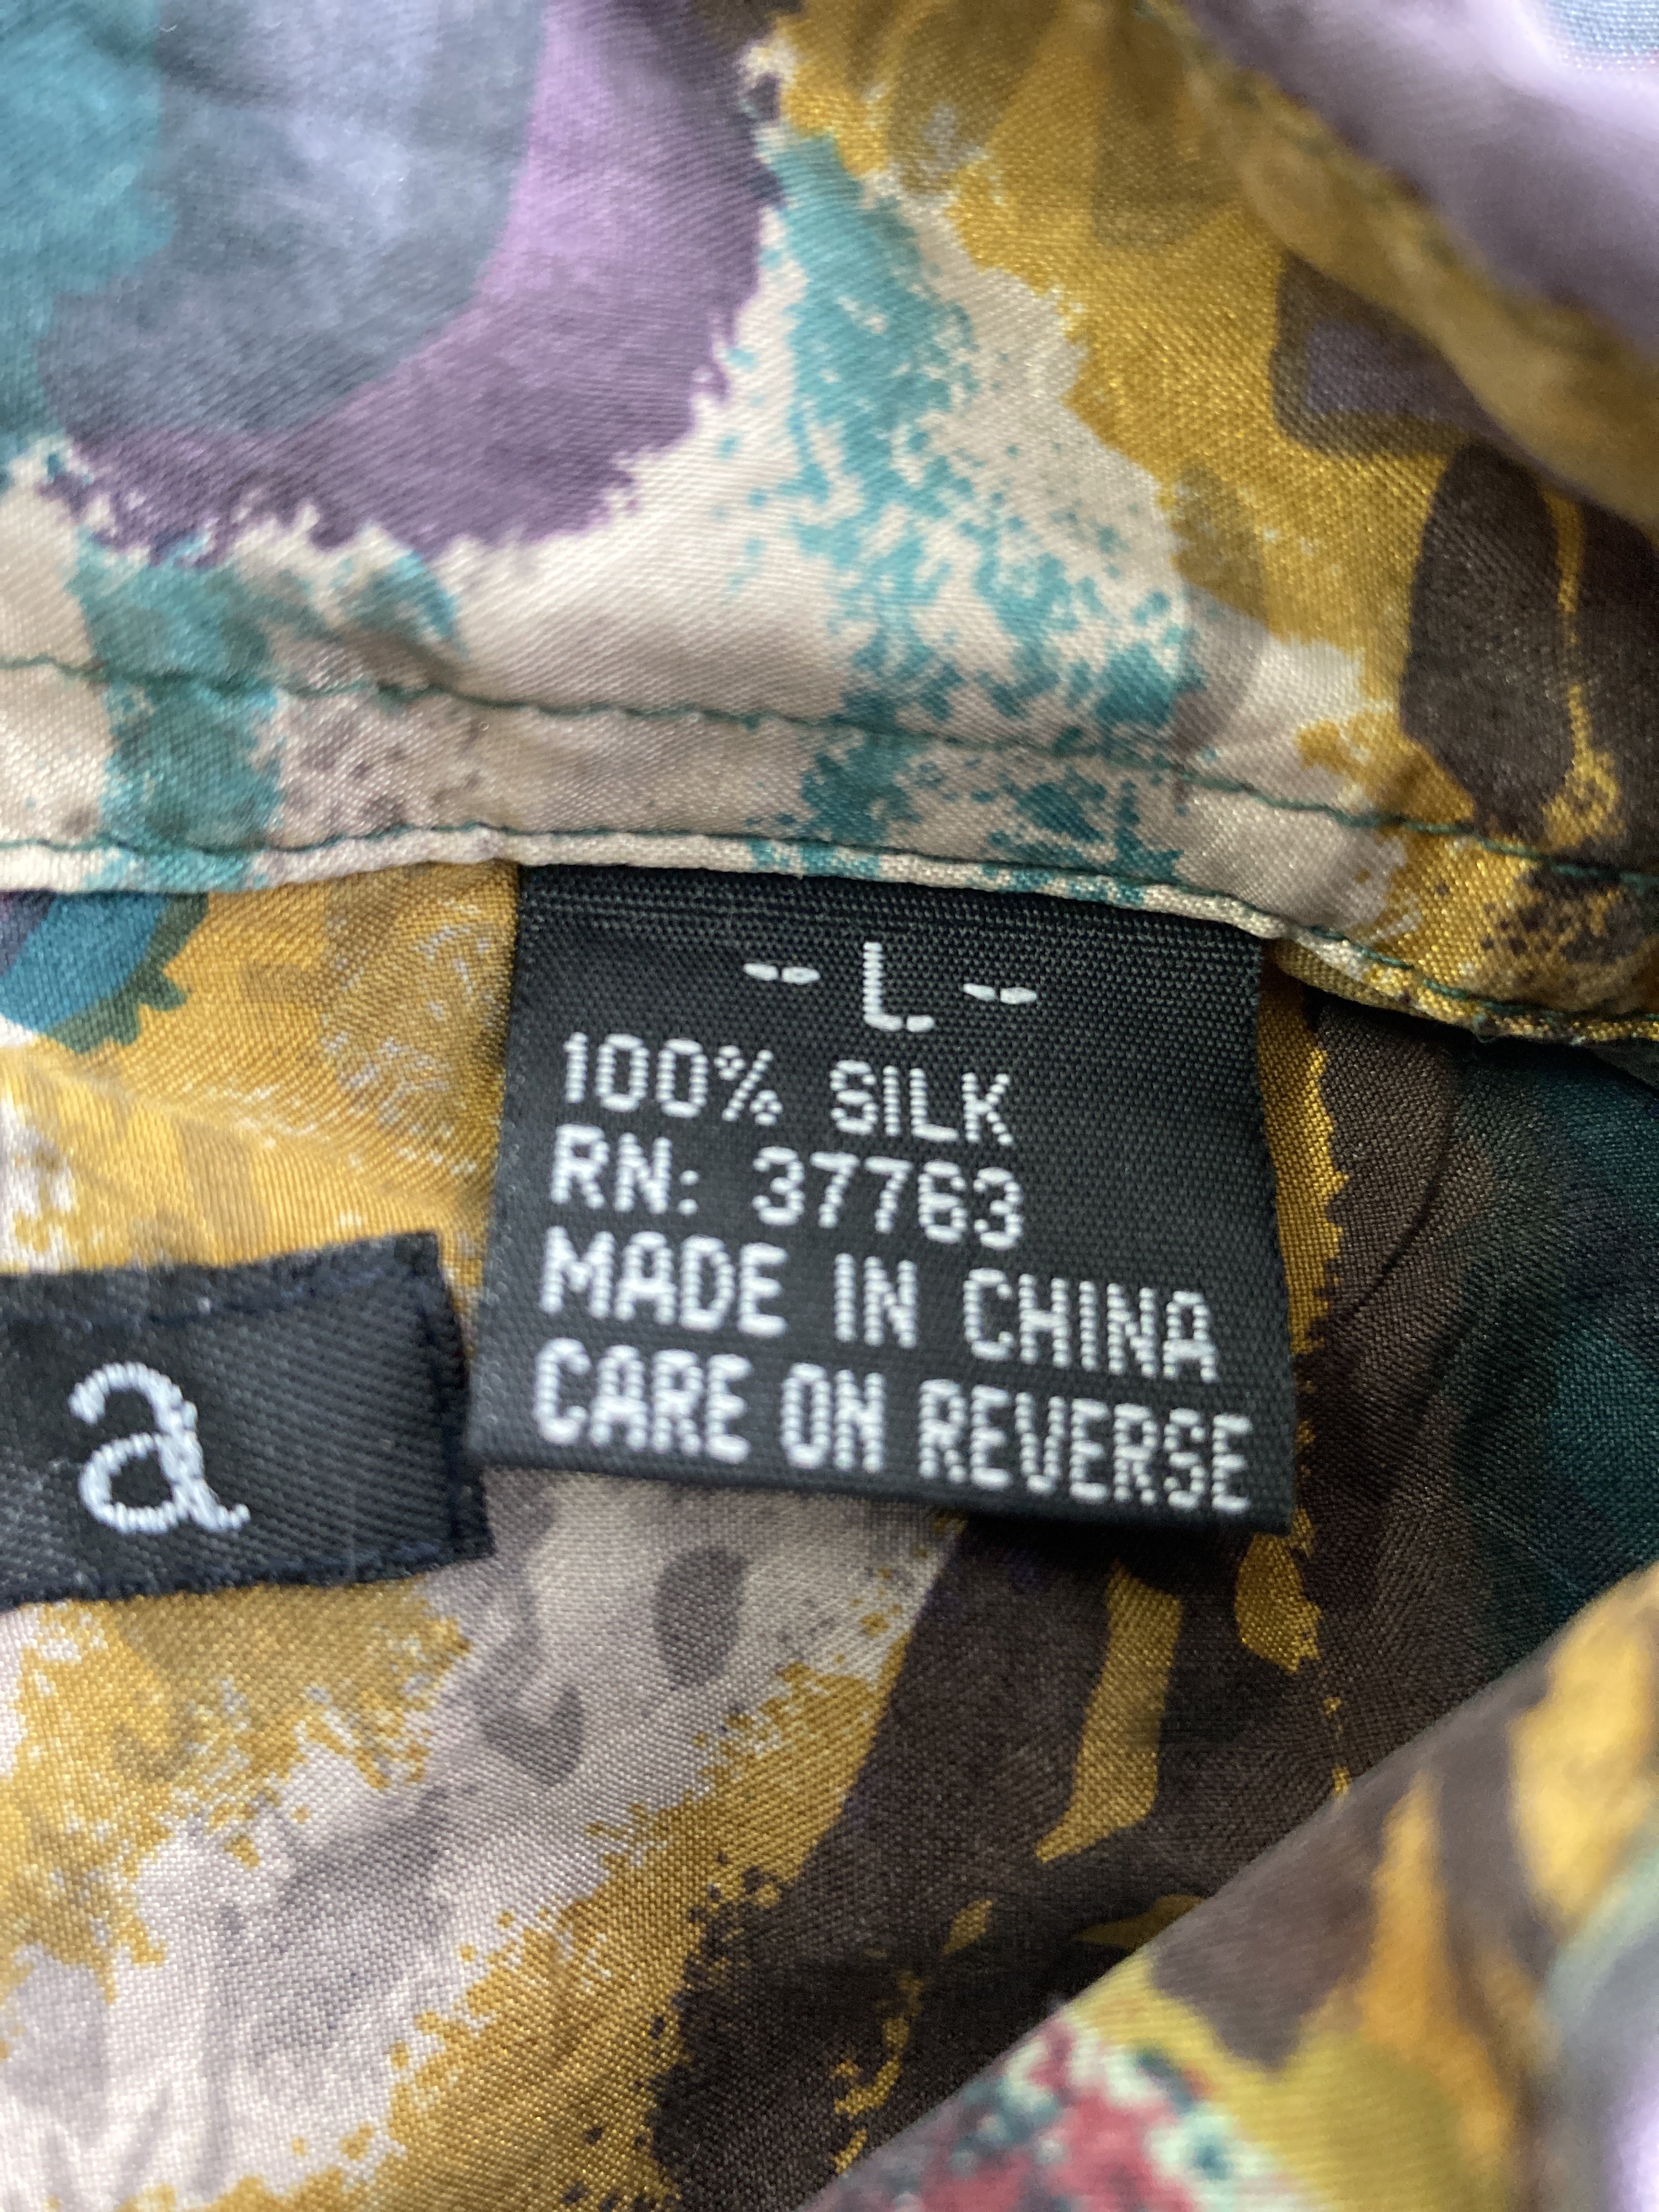 -- L --
100% SILK
RN: 37763
MADE IN CHINA
CARE ON REVERSE
a